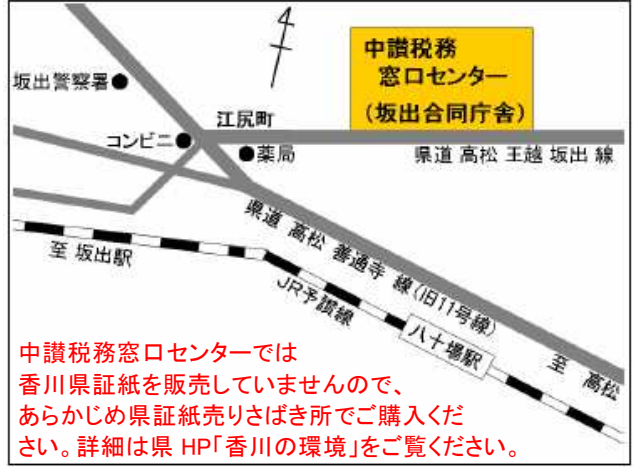 4
中讃税務
窓口センター
(坂出合同庁舎)
坂出警察署●
江尻町
コンビニ●
●薬局
県道 高松 王越 坂出 線
県道 高松 善通寺 線(旧11号線)
至 坂出駅
JR予讃線
八十場駅
至 高松
中讃税務窓口センターでは
香川県証紙を販売していませんので、
あらかじめ県証紙売りさばき所でご購入くだ
さい。詳細は県 HP「香川の環境」をご覧ください。